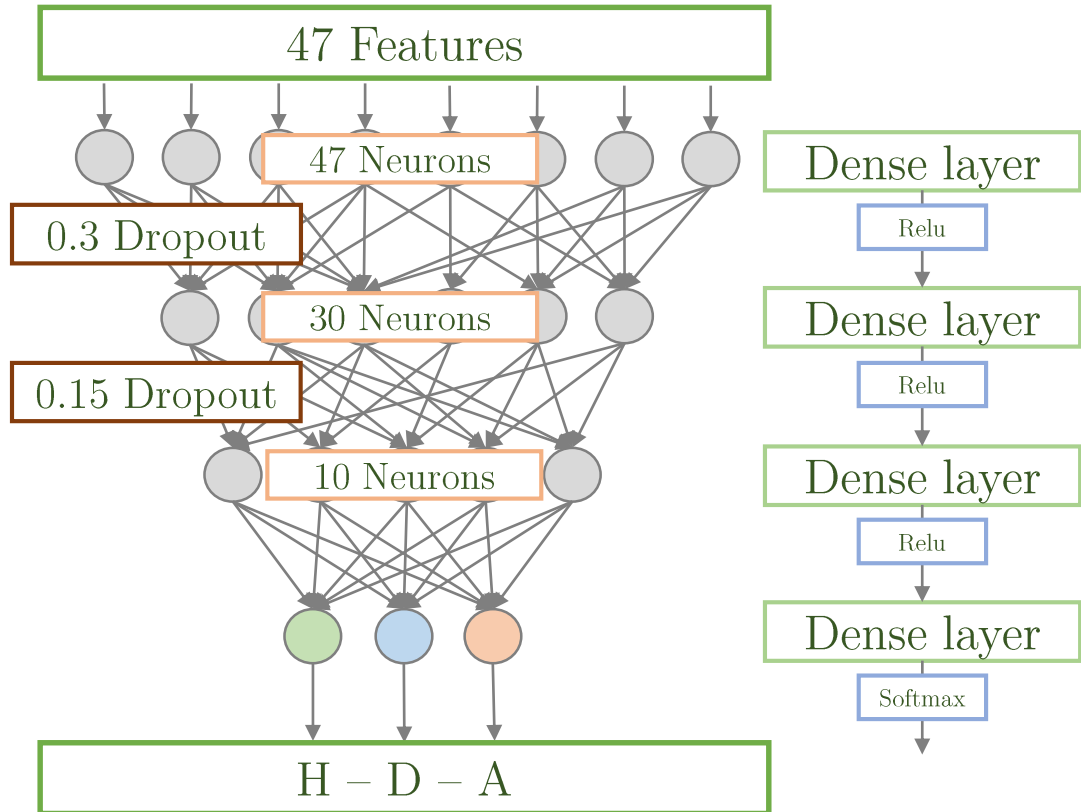 47 Features
47 Neurons
Dense layer
0.3 Dropout
Relu
30 Neurons
Dense layer
0.15 Dropout
Relu
10 Neurons
Dense layer
Relu
Dense layer
Softmax
H – D – A